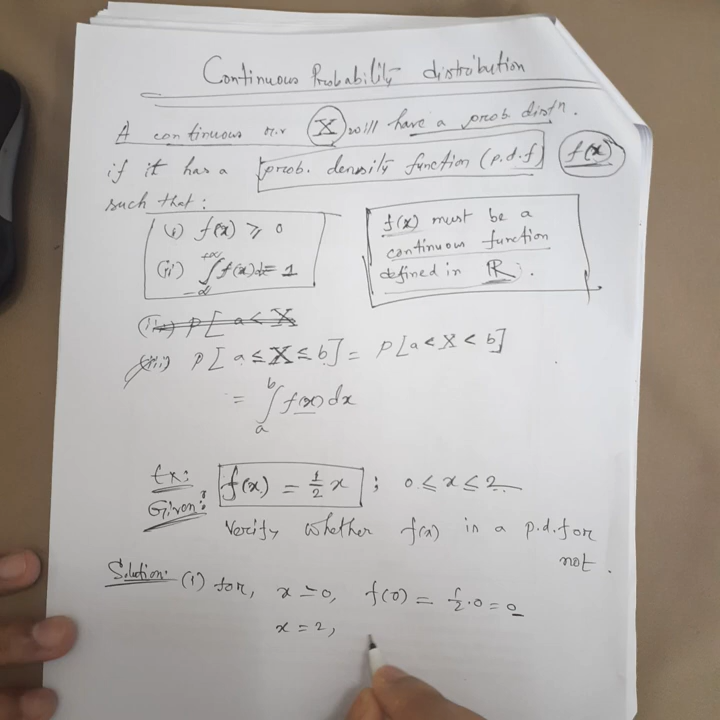 Continuous Probability distribution
A continuous r.v X will have a prob. distⁿ.
if it has a prob. density function (p.d.f) f(x)
such that:
(i) f(x) ⩾ 0
(ii) ∫_{-∞}^{+∞} f(x)dx = 1
f(x) must be a
continuous function
defined in ℝ.
(iii) P[a ≤ X ≤ b] = P[a < X < b]
= ∫_a^b f(x) dx
Ex:
Given: f(x) = 1/2 x ; 0 ≤ x ≤ 2
Verify whether f(x) is a p.d.f or
not.
Solution: (i) for, x = 0, f(0) = 1/2 · 0 = 0
x = 2,